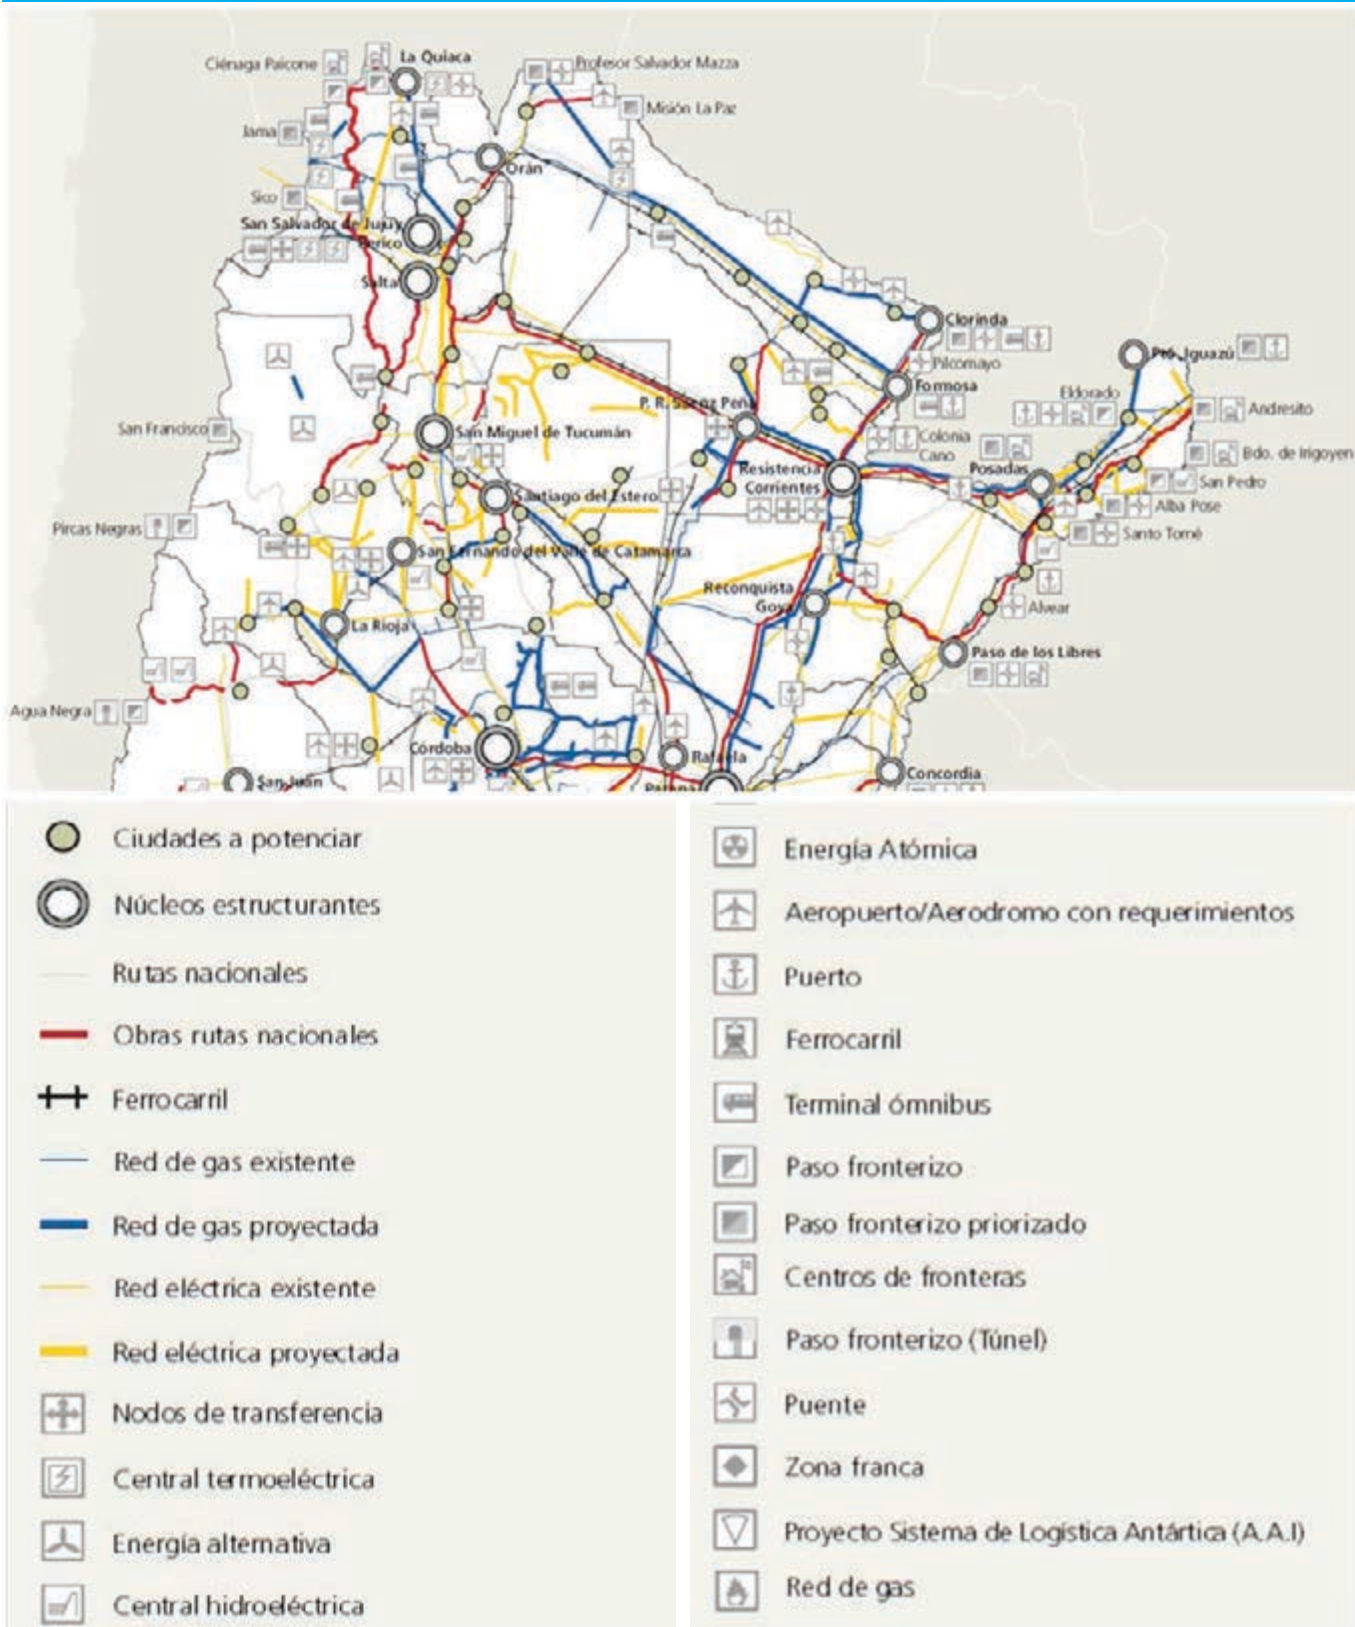 Ciénaga Paicone
La Quiaca
Profesor Salvador Mazza
Misión La Paz
Jama
Orán
Sico
San Salvador de Jujuy
Perico
Salta
Clorinda
Pto. Iguazú
Pilcomayo
Formosa
Eldorado
Andresito
P. R. Sáenz Peña
San Francisco
San Miguel de Tucumán
Colonia
Cano
Bdo. de Irigoyen
Resistencia
Corrientes
Posadas
San Pedro
Santiago del Estero
Alba Pose
Pircas Negras
Santo Tomé
San Fernando del Valle de Catamarca
Reconquista
Goya
Alvear
La Rioja
Paso de los Libres
Agua Negra
Córdoba
Rafaela
San Juan
Concordia
Paraná
Ciudades a potenciar
Núcleos estructurantes
Rutas nacionales
Obras rutas nacionales
Ferrocarril
Red de gas existente
Red de gas proyectada
Red eléctrica existente
Red eléctrica proyectada
Nodos de transferencia
Central termoeléctrica
Energía alternativa
Central hidroeléctrica
Energía Atómica
Aeropuerto/Aerodromo con requerimientos
Puerto
Ferrocarril
Terminal ómnibus
Paso fronterizo
Paso fronterizo priorizado
Centros de fronteras
Paso fronterizo (Túnel)
Puente
Zona franca
Proyecto Sistema de Logística Antártica (A.A.I)
Red de gas